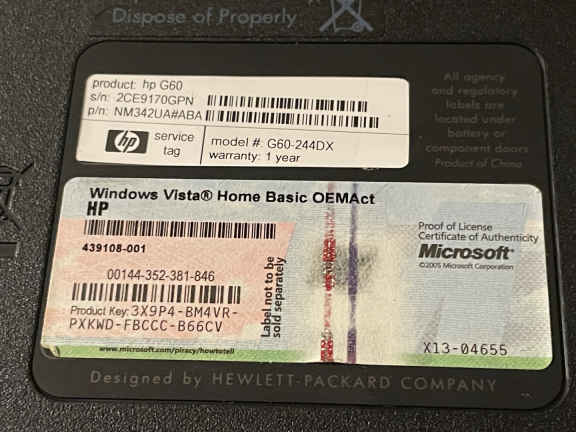 Dispose of Properly
product: hp G60
s/n: 2CE9170GPN
p/n: NM342UA#ABA
hp
service
tag
model #: G60-244DX
warranty: 1 year
All agency
and regulatory
labels are
located under
battery or
component doors
Product of China
Windows Vista® Home Basic OEMAct
HP
439108-001
00144-352-381-846
Product Key: 3X9P4-BM4VR-
PXKWD-FBCCC-B66CV
Label not to be
sold separately
www.microsoft.com/piracy/howtotell
Proof of License
Certificate of Authenticity
Microsoft®
©2005 Microsoft Corporation
X13-04655
Designed by HEWLETT-PACKARD COMPANY